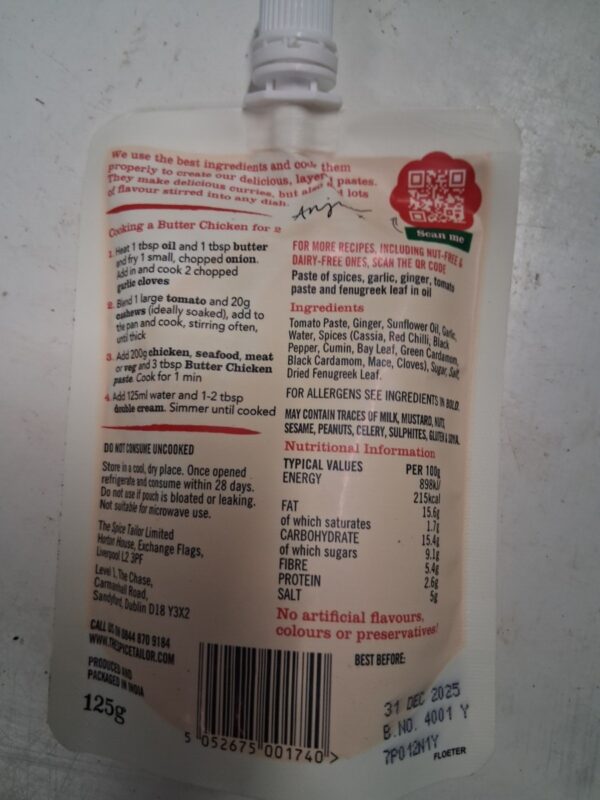 We use the best ingredients and cook them
properly to create our delicious, layered pastes.
They make delicious curries, but also add lots
of flavour stirred into any dish.
Anj
Scan me
Cooking a Butter Chicken for 2
1. Heat 1 tbsp oil and 1 tbsp butter
and fry 1 small, chopped onion.
Add in and cook 2 chopped
garlic cloves
2. Blend 1 large tomato and 20g
cashews (ideally soaked), add to
the pan and cook, stirring often,
until thick
3. Add 200g chicken, seafood, meat
or veg and 3 tbsp Butter Chicken
paste. Cook for 1 min
4. Add 125ml water and 1-2 tbsp
double cream. Simmer until cooked
DO NOT CONSUME UNCOOKED
Store in a cool, dry place. Once opened
refrigerate and consume within 28 days.
Do not use if pouch is bloated or leaking.
Not suitable for microwave use.
The Spice Tailor Limited
Horton House, Exchange Flags,
Liverpool L2 3PF
Level 1, The Chase,
Carmanhall Road,
Sandyford, Dublin D18 Y3X2
CALL US ON 0844 870 9184
WWW.THESPICETAILOR.COM
PRODUCED AND
PACKAGED IN INDIA
125g
FOR MORE RECIPES, INCLUDING NUT-FREE &
DAIRY-FREE ONES, SCAN THE QR CODE
Paste of spices, garlic, ginger, tomato
paste and fenugreek leaf in oil
Ingredients
Tomato Paste, Ginger, Sunflower Oil, Garlic,
Water, Spices (Cassia, Red Chilli, Black
Pepper, Cumin, Bay Leaf, Green Cardamom,
Black Cardamom, Mace, Cloves), Sugar, Salt,
Dried Fenugreek Leaf.
FOR ALLERGENS SEE INGREDIENTS IN BOLD.
MAY CONTAIN TRACES OF MILK, MUSTARD, NUTS,
SESAME, PEANUTS, CELERY, SULPHITES, GLUTEN & SOYA.
Nutritional Information
TYPICAL VALUES PER 100g
ENERGY 898kJ/
215kcal
FAT 15.6g
of which saturates 1.7g
CARBOHYDRATE 15.4g
of which sugars 9.1g
FIBRE 5.4g
PROTEIN 2.6g
SALT 5g
No artificial flavours,
colours or preservatives!
BEST BEFORE:
31 DEC 2025
B.NO. 4001 Y
7P012N1Y
FLOETER
5 052675 001740 >